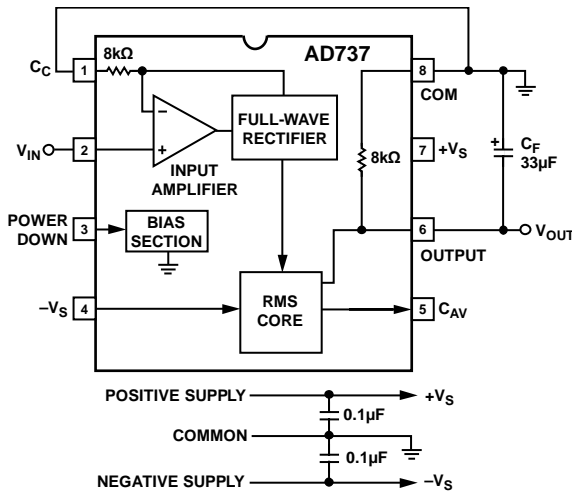 AD737
8kΩ
C_C 1
8 COM
FULL-WAVE
RECTIFIER
−
+
V_IN 2
INPUT
AMPLIFIER
8kΩ
7 +V_S
+
C_F
33µF
POWER
DOWN
3
BIAS
SECTION
6 OUTPUT
V_OUT
−V_S 4
RMS
CORE
5 C_AV
POSITIVE SUPPLY
+V_S
0.1µF
COMMON
0.1µF
NEGATIVE SUPPLY
−V_S